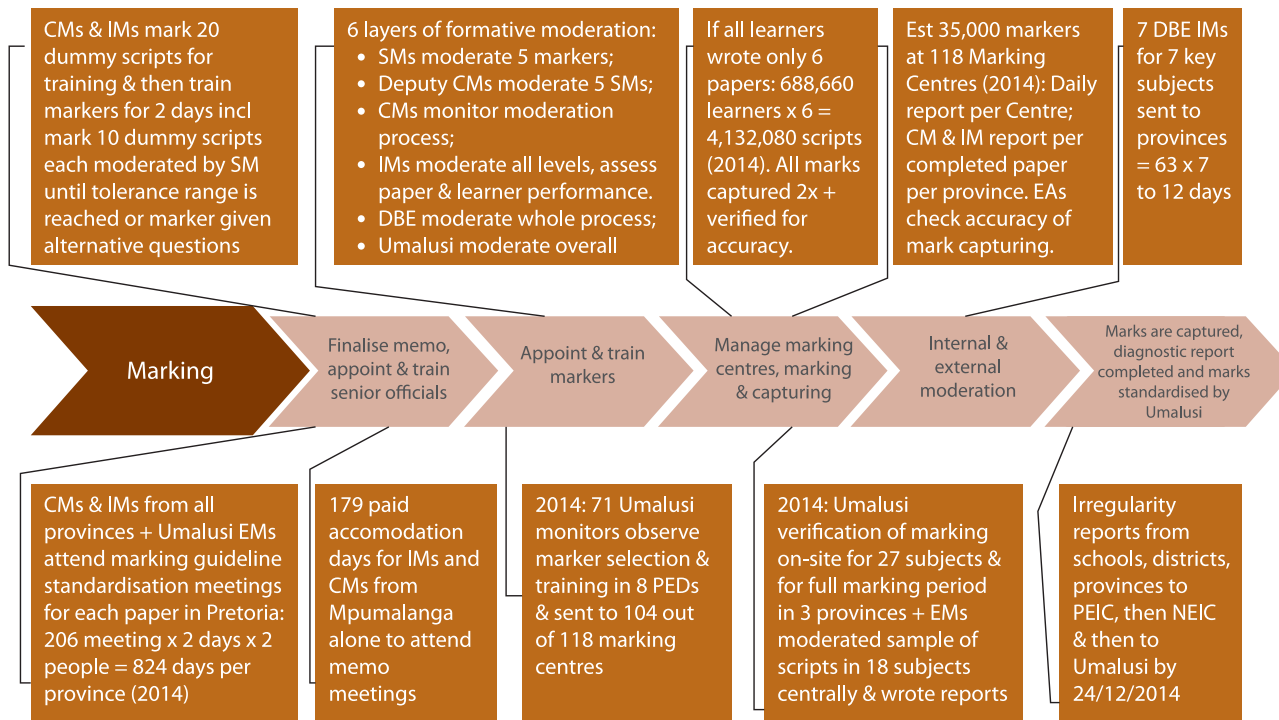 CMs & IMs mark 20
dummy scripts for
training & then train
markers for 2 days incl
mark 10 dummy scripts
each moderated by SM
until tolerance range is
reached or marker given
alternative questions
6 layers of formative moderation:
• SMs moderate 5 markers;
• Deputy CMs moderate 5 SMs;
• CMs monitor moderation
process;
• IMs moderate all levels, assess
paper & learner performance.
• DBE moderate whole process;
• Umalusi moderate overall
If all learners
wrote only 6
papers: 688,660
learners x 6 =
4,132,080 scripts
(2014). All marks
captured 2x +
verified for
accuracy.
Est 35,000 markers
at 118 Marking
Centres (2014): Daily
report per Centre;
CM & IM report per
completed paper
per province. EAs
check accuracy of
mark capturing.
7 DBE IMs
for 7 key
subjects
sent to
provinces
= 63 x 7
to 12 days
Marking
Finalise memo,
appoint & train
senior officials
Appoint & train
markers
Manage marking
centres, marking
& capturing
Internal &
external
moderation
Marks are captured,
diagnostic report
completed and marks
standardised by
Umalusi
CMs & IMs from all
provinces + Umalusi EMs
attend marking guideline
standardisation meetings
for each paper in Pretoria:
206 meeting x 2 days x 2
people = 824 days per
province (2014)
179 paid
accomodation
days for IMs and
CMs from
Mpumalanga
alone to attend
memo
meetings
2014: 71 Umalusi
monitors observe
marker selection &
training in 8 PEDs
& sent to 104 out
of 118 marking
centres
2014: Umalusi
verification of marking
on-site for 27 subjects &
for full marking period
in 3 provinces + EMs
moderated sample of
scripts in 18 subjects
centrally & wrote reports
Irregularity
reports from
schools, districts,
provinces to
PEIC, then NEIC
& then to
Umalusi by
24/12/2014